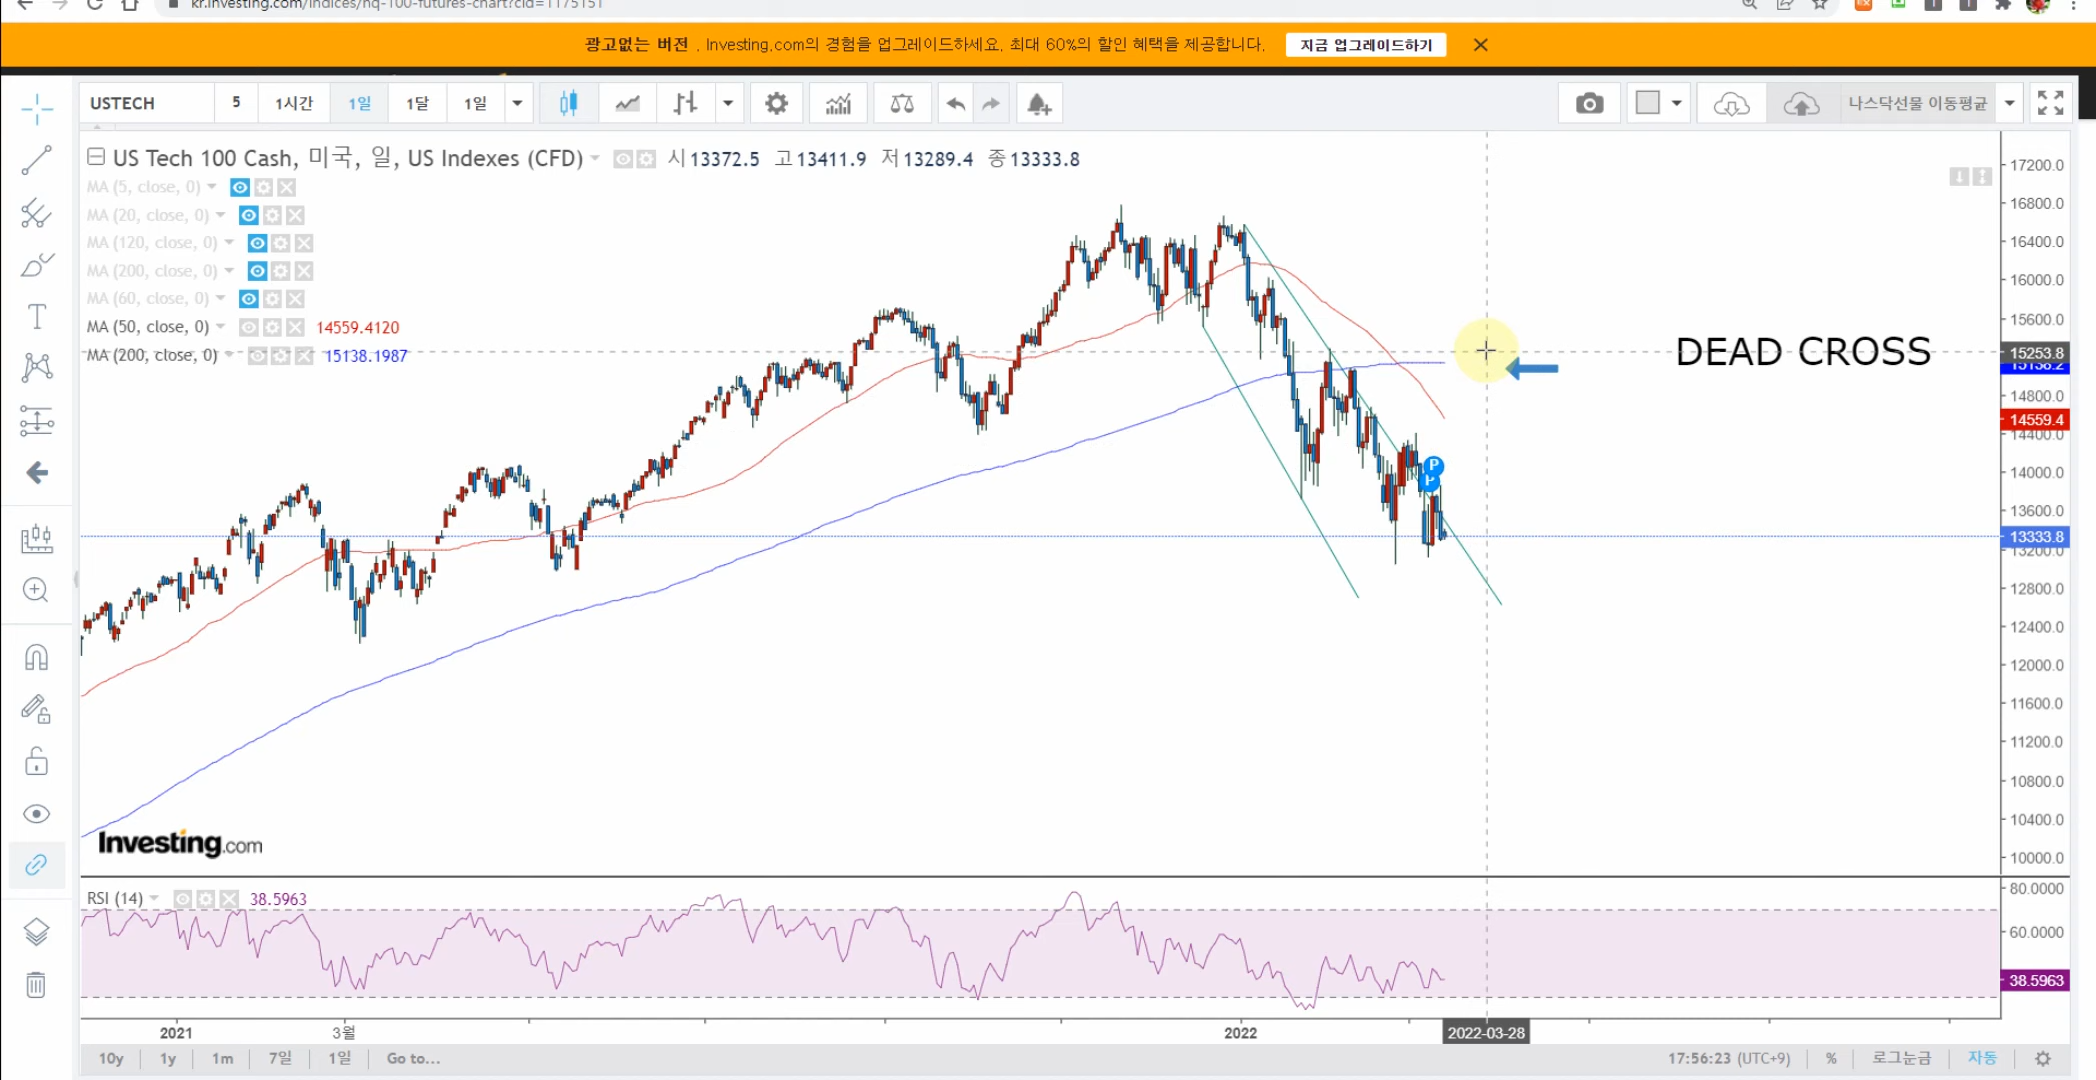 kr.investing.com/indices/nq-100-futures-chart?cid=1175151
광고없는 버전 . Investing.com의 경험을 업그레이드하세요. 최대 60%의 할인 혜택을 제공합니다. 지금 업그레이드하기
USTECH 5 1시간 1일 1달 1일 나스닥선물 이동평균
US Tech 100 Cash, 미국, 일, US Indexes (CFD) 시 13372.5 고 13411.9 저 13289.4 종 13333.8
MA (5, close, 0)
MA (20, close, 0)
MA (120, close, 0)
MA (200, close, 0)
MA (60, close, 0)
MA (50, close, 0) 14559.4120
MA (200, close, 0) 15138.1987
DEAD CROSS
P
P
17200.0
16800.0
16400.0
16000.0
15600.0
15253.8
15138.2
14800.0
14559.4
14400.0
14000.0
13600.0
13333.8
13200.0
12800.0
12400.0
12000.0
11600.0
11200.0
10800.0
10400.0
10000.0
Investing.com
RSI (14) 38.5963
80.0000
60.0000
38.5963
2021 3월 2022 2022-03-28
10y 1y 1m 7일 1일 Go to... 17:56:23 (UTC+9) % 로그눈금 자동